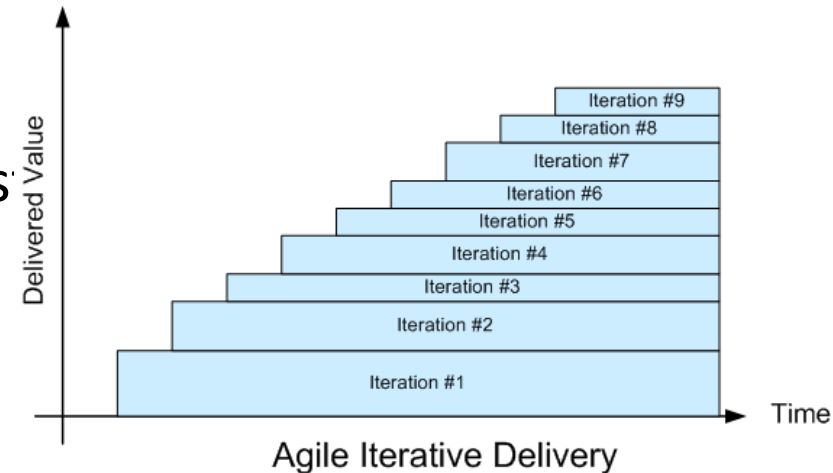 Delivered Value
Iteration #9
Iteration #8
Iteration #7
Iteration #6
Iteration #5
Iteration #4
Iteration #3
Iteration #2
Iteration #1
Time
Agile Iterative Delivery